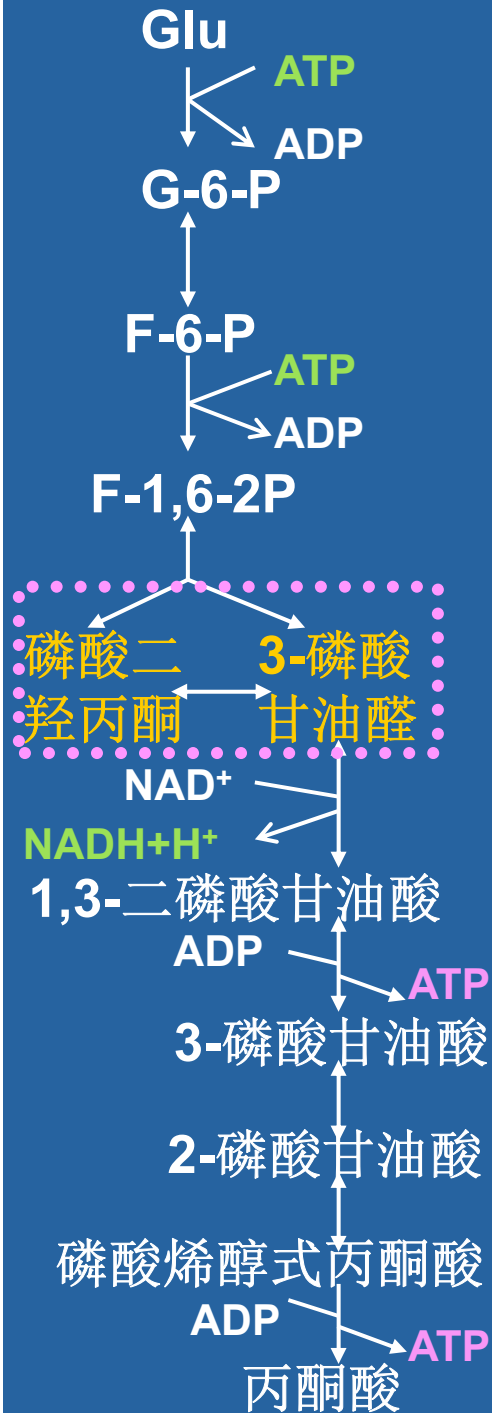 Glu
ATP
ADP
G-6-P
F-6-P
ATP
ADP
F-1,6-2P
磷酸二 3-磷酸
羟丙酮 甘油醛
NAD⁺
NADH+H⁺
1,3-二磷酸甘油酸
ADP
ATP
3-磷酸甘油酸
2-磷酸甘油酸
磷酸烯醇式丙酮酸
ADP
ATP
丙酮酸